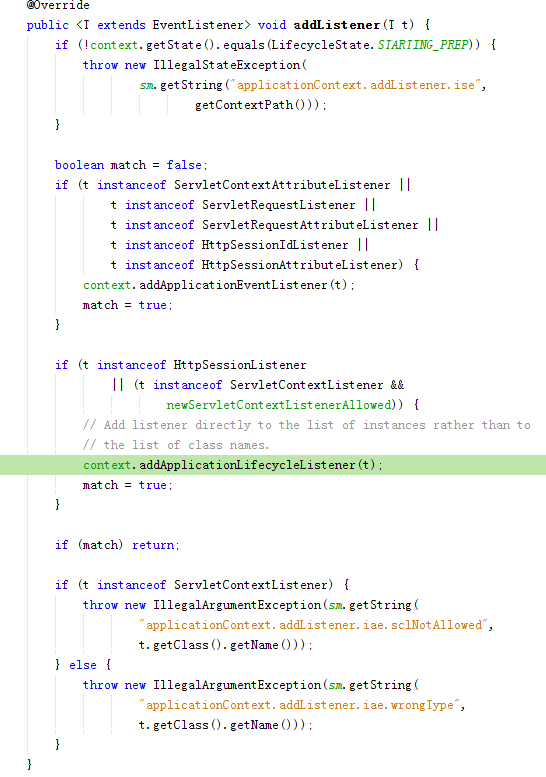 @Override
public <T extends EventListener> void addListener(T t) {
    if (!context.getState().equals(LifecycleState.STARTING_PREP)) {
        throw new IllegalStateException(
                sm.getString("applicationContext.addListener.ise",
                        getContextPath()));
    }

    boolean match = false;
    if (t instanceof ServletContextAttributeListener ||
            t instanceof ServletRequestListener ||
            t instanceof ServletRequestAttributeListener ||
            t instanceof HttpSessionIdListener ||
            t instanceof HttpSessionAttributeListener) {
        context.addApplicationEventListener(t);
        match = true;
    }

    if (t instanceof HttpSessionListener
            || (t instanceof ServletContextListener &&
                    newServletContextListenerAllowed)) {
        // Add listener directly to the list of instances rather than to
        // the list of class names.
        context.addApplicationLifecycleListener(t);
        match = true;
    }

    if (match) return;

    if (t instanceof ServletContextListener) {
        throw new IllegalArgumentException(sm.getString(
                "applicationContext.addListener.iae.sclNotAllowed",
                t.getClass().getName()));
    } else {
        throw new IllegalArgumentException(sm.getString(
                "applicationContext.addListener.iae.wrongType",
                t.getClass().getName()));
    }
}